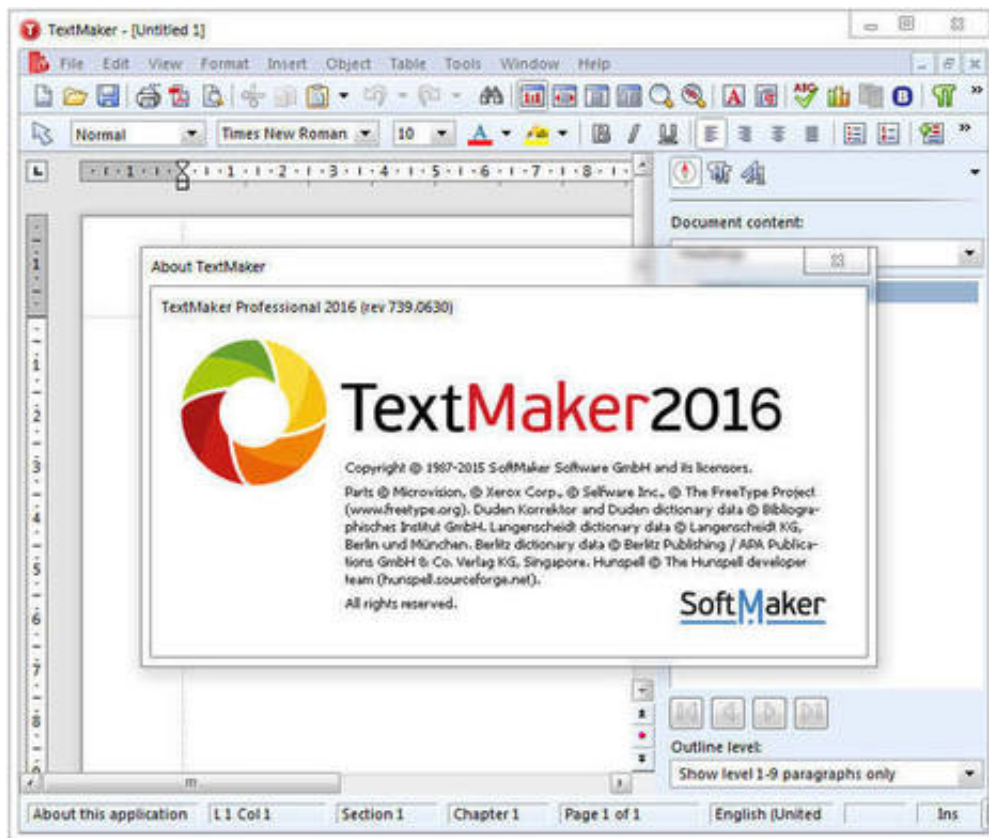 TextMaker - [Untitled 1]
File Edit View Format Insert Object Table Tools Window Help
Normal Times New Roman 10
Document content:
About TextMaker
TextMaker Professional 2016 (rev 739.0630)
TextMaker2016
Copyright © 1987-2015 SoftMaker Software GmbH and its licensors.
Parts © Microvision, © Xerox Corp., © Selfware Inc., © The FreeType Project
(www.freetype.org). Duden Korrektor and Duden dictionary data © Bibliogra-
phisches Institut GmbH. Langenscheidt dictionary data © Langenscheidt KG,
Berlin und München. Berlitz dictionary data © Berlitz Publishing / APA Publica-
tions GmbH & Co. Verlag KG, Singapore. Hunspell © The Hunspell developer
team (hunspell.sourceforge.net).
All rights reserved.
SoftMaker
Outline level:
Show level 1-9 paragraphs only
About this application L 1 Col 1 Section 1 Chapter 1 Page 1 of 1 English (United Ins